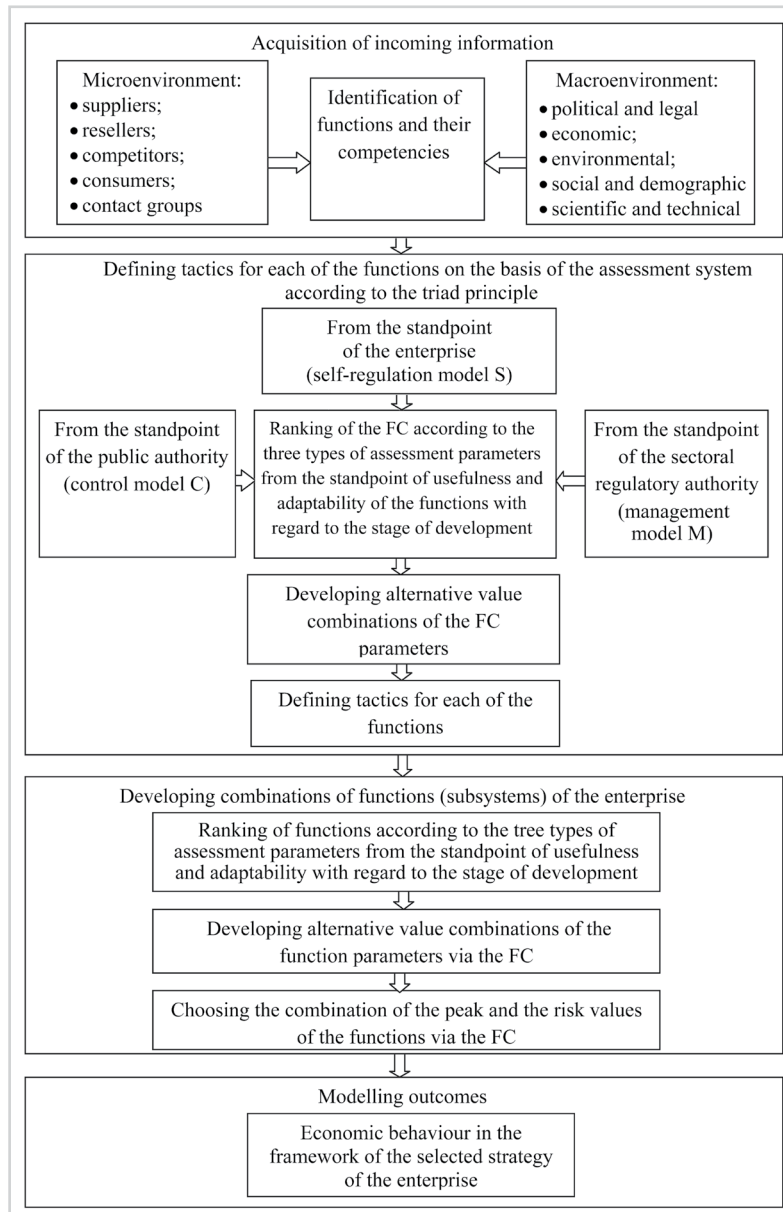 Acquisition of incoming information
Microenvironment:
• suppliers;
• resellers;
• competitors;
• consumers;
• contact groups
Identification of
functions and their
competencies
Macroenvironment:
• political and legal
• economic;
• environmental;
• social and demographic
• scientific and technical
Defining tactics for each of the functions on the basis of the assessment system
according to the triad principle
From the standpoint
of the enterprise
(self-regulation model S)
From the standpoint
of the public authority
(control model C)
Ranking of the FC according to the
three types of assessment parameters
from the standpoint of usefulness and
adaptability of the functions with
regard to the stage of development
From the standpoint
of the sectoral
regulatory authority
(management
model M)
Developing alternative value
combinations of the FC
parameters
Defining tactics for each of the
functions
Developing combinations of functions (subsystems) of the enterprise
Ranking of functions according to the tree types of
assessment parameters from the standpoint of usefulness
and adaptability with regard to the stage of development
Developing alternative value combinations of the
function parameters via the FC
Choosing the combination of the peak and the risk values
of the functions via the FC
Modelling outcomes
Economic behaviour in the
framework of the selected strategy
of the enterprise